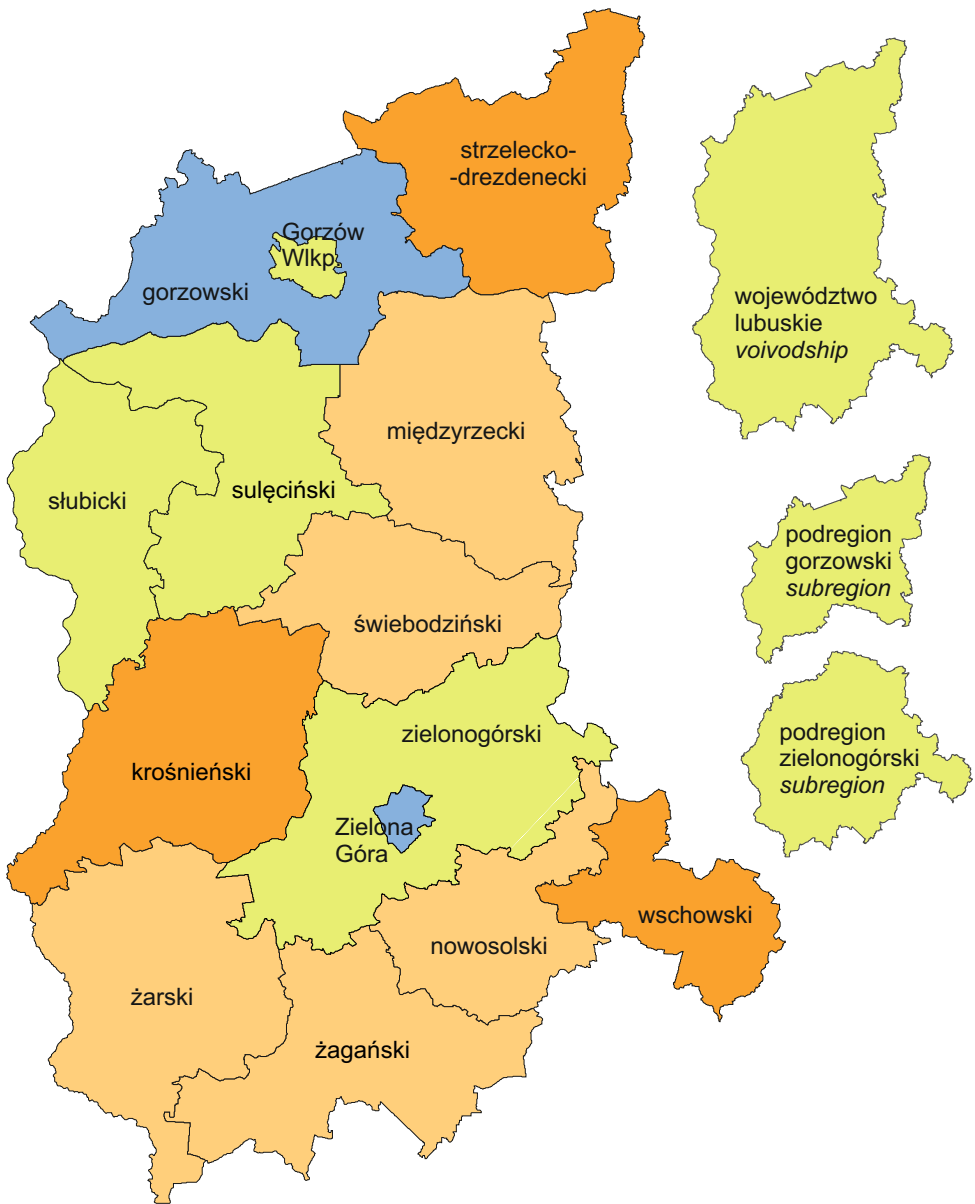 strzelecko-
-drezdenecki
Gorzów
Wlkp.
gorzowski
międzyrzecki
słubicki
sulęciński
świebodziński
zielonogórski
krośnieński
Zielona
Góra
wschowski
nowosolski
żarski
żagański
województwo
lubuskie
voivodship
podregion
gorzowski
subregion
podregion
zielonogórski
subregion